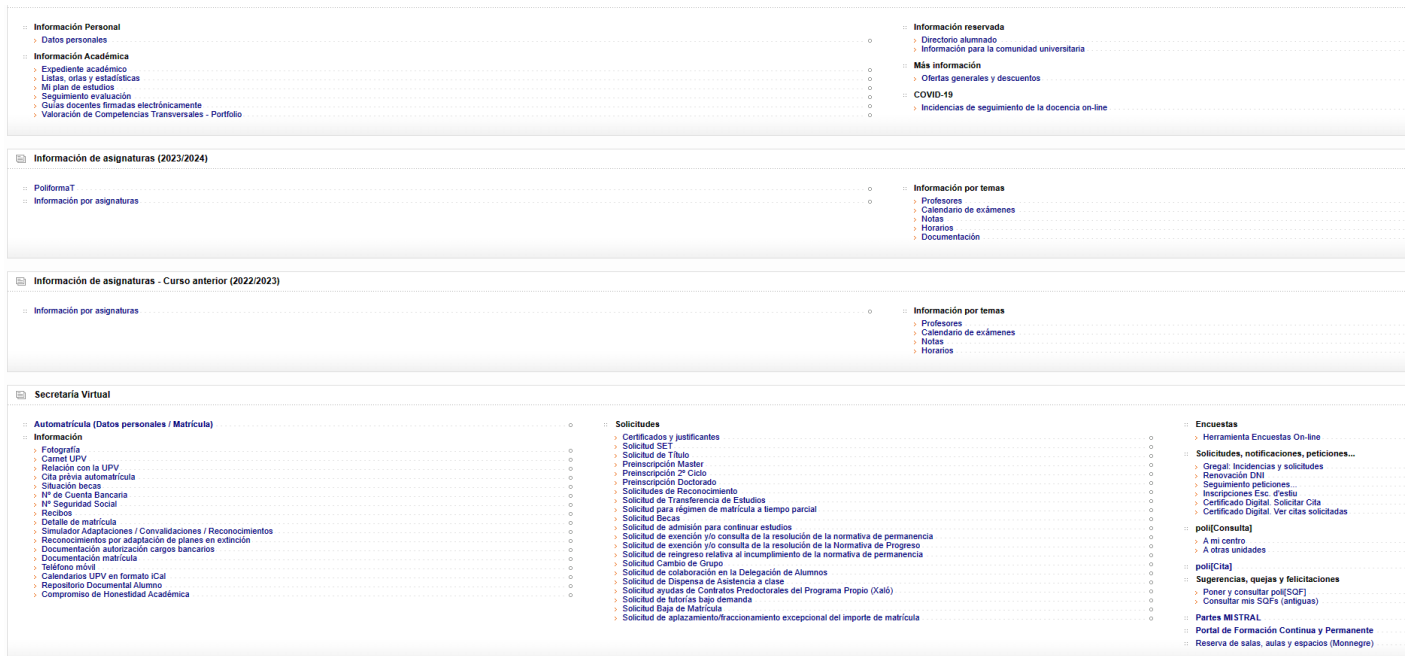 Información Personal
Datos personales
Información Académica
Expediente académico
Listas, orlas y estadísticas
Mi plan de estudios
Seguimiento evaluación
Guías docentes firmadas electrónicamente
Valoración de Competencias Transversales - Portfolio
Información reservada
Directorio alumnado
Información para la comunidad universitaria
Más información
Ofertas generales y descuentos
COVID-19
Incidencias de seguimiento de la docencia on-line
Información de asignaturas (2023/2024)
PoliformaT
Información por asignaturas
Información por temas
Profesores
Calendario de exámenes
Notas
Horarios
Documentación
Información de asignaturas - Curso anterior (2022/2023)
Información por asignaturas
Información por temas
Profesores
Calendario de exámenes
Notas
Horarios
Secretaría Virtual
Automatrícula (Datos personales / Matrícula)
Información
Fotografía
Carnet UPV
Relación con la UPV
Cita prèvia automatrícula
Situación becas
Nº de Cuenta Bancaria
Nº Seguridad Social
Recibos
Detalle de matrícula
Simulador Adaptaciones / Convalidaciones / Reconocimientos
Reconocimientos por adaptación de planes en extinción
Documentación autorización cargos bancarios
Documentación matrícula
Teléfono móvil
Calendarios UPV en formato iCal
Repositorio Documental Alumno
Compromiso de Honestidad Académica
Solicitudes
Certificados y justificantes
Solicitud SET
Solicitud de Título
Preinscripción Master
Preinscripción 2º Ciclo
Preinscripción Doctorado
Solicitudes de Reconocimiento
Solicitud de Transferencia de Estudios
Solicitud para régimen de matrícula a tiempo parcial
Solicitud Becas
Solicitud de admisión para continuar estudios
Solicitud de exención y/o consulta de la resolución de la normativa de permanencia
Solicitud de exención y/o consulta de la resolución de la Normativa de Progreso
Solicitud de reingreso relativa al incumplimiento de la normativa de permanencia
Solicitud Cambio de Grupo
Solicitud de colaboración en la Delegación de Alumnos
Solicitud de Dispensa de Asistencia a clase
Solicitud ayudas de Contratos Predoctorales del Programa Propio (Xaló)
Solicitud de tutorías bajo demanda
Solicitud Baja de Matrícula
Solicitud de aplazamiento/fraccionamiento excepcional del importe de matrícula
Encuestas
Herramienta Encuestas On-line
Solicitudes, notificaciones, peticiones...
Gregal: Incidencias y solicitudes
Renovación DNI
Seguimiento peticiones...
Inscripciones Esc. d'estiu
Certificado Digital. Solicitar Cita
Certificado Digital. Ver citas solicitadas
poli[Consulta]
A mi centro
A otras unidades
poli[Cita]
Sugerencias, quejas y felicitaciones
Poner y consultar poli[SQF]
Consultar mis SQFs (antiguas)
Partes MISTRAL
Portal de Formación Continua y Permanente
Reserva de salas, aulas y espacios (Monnegre)